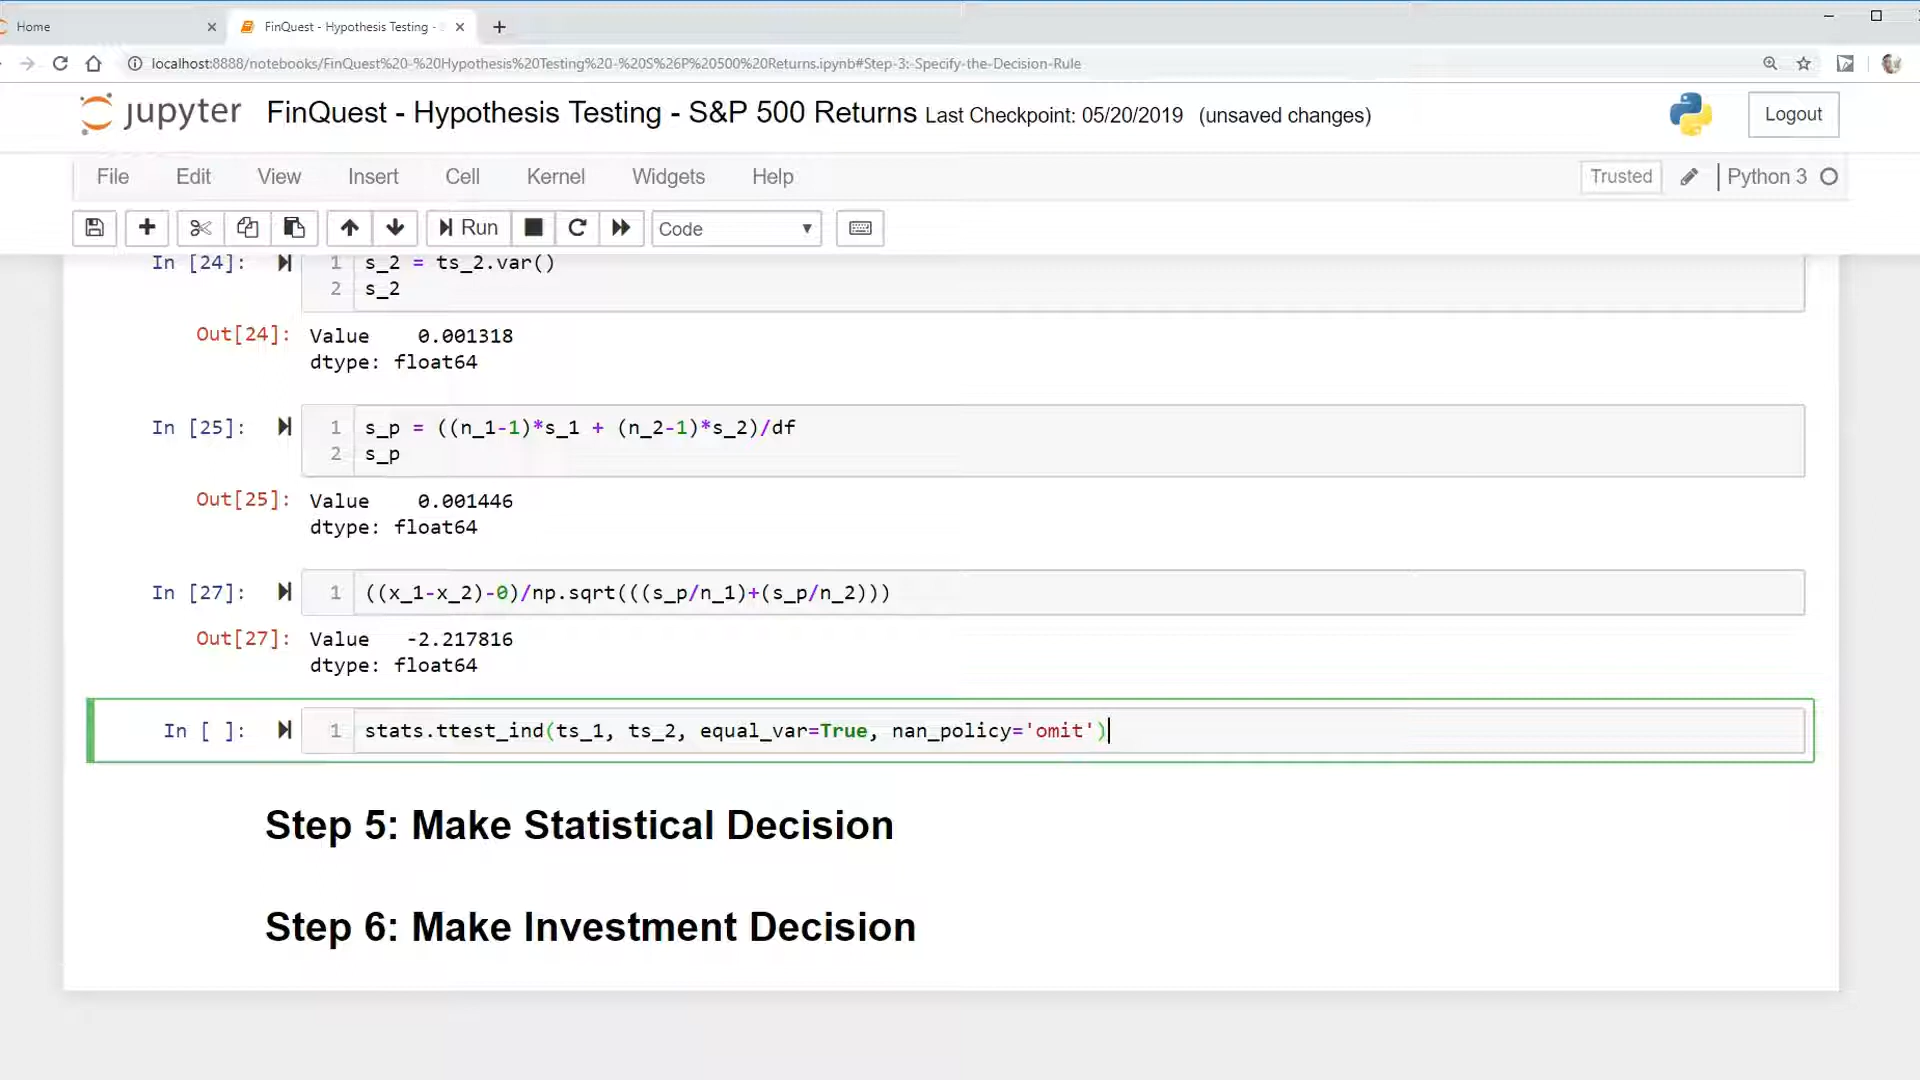 Home
FinQuest - Hypothesis Testing -
localhost:8888/notebooks/FinQuest%20-%20Hypothesis%20Testing%20-%20S%26P%20500%20Returns.ipynb#Step-3:-Specify-the-Decision-Rule
jupyter FinQuest - Hypothesis Testing - S&P 500 Returns Last Checkpoint: 05/20/2019 (unsaved changes) Logout
File Edit View Insert Cell Kernel Widgets Help Trusted Python 3
Run Code
In [24]: 1 s_2 = ts_2.var()
2 s_2
Out[24]: Value 0.001318
dtype: float64
In [25]: 1 s_p = ((n_1-1)*s_1 + (n_2-1)*s_2)/df
2 s_p
Out[25]: Value 0.001446
dtype: float64
In [27]: 1 ((x_1-x_2)-0)/np.sqrt(((s_p/n_1)+(s_p/n_2)))
Out[27]: Value -2.217816
dtype: float64
In [ ]: 1 stats.ttest_ind(ts_1, ts_2, equal_var=True, nan_policy='omit')
Step 5: Make Statistical Decision
Step 6: Make Investment Decision